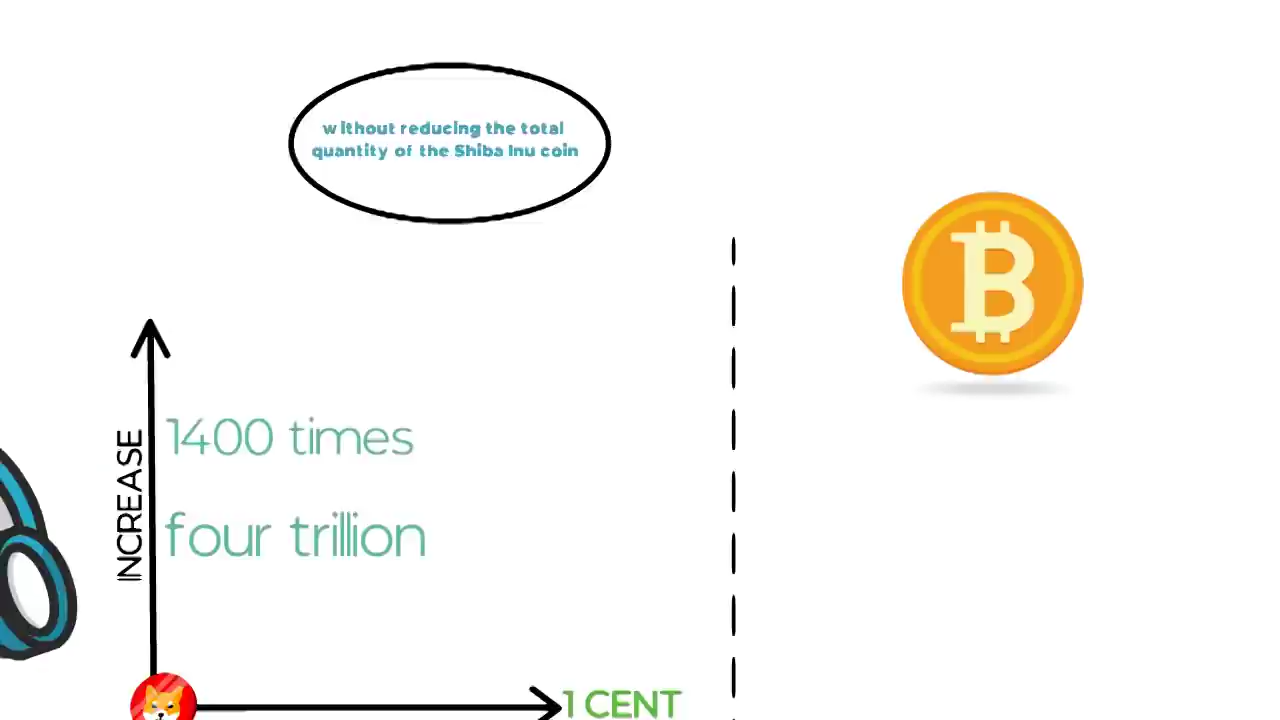 without reducing the total
quantity of the Shiba Inu coin
INCREASE
1400 times
four trillion
1 CENT